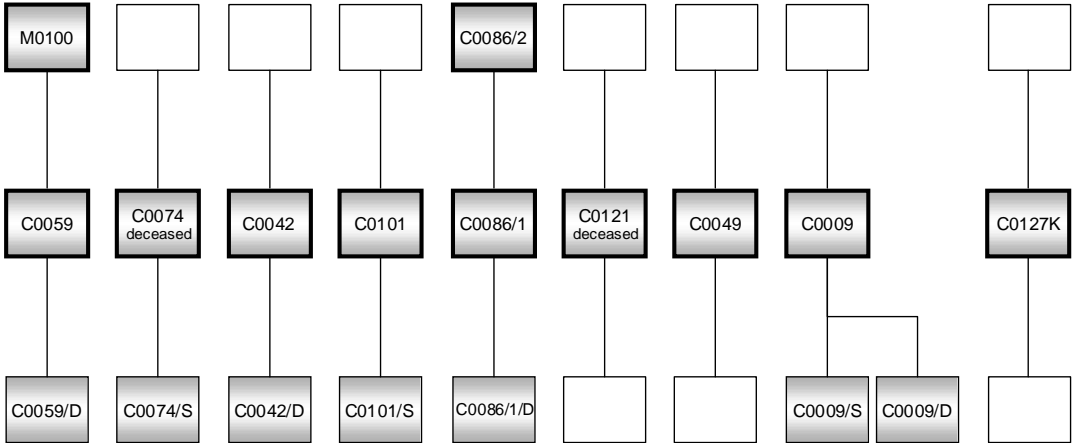 M0100
C0086/2
C0059
C0074
deceased
C0042
C0101
C0086/1
C0121
deceased
C0049
C0009
C0127K
C0059/D
C0074/S
C0042/D
C0101/S
C0086/1/D
C0009/S
C0009/D